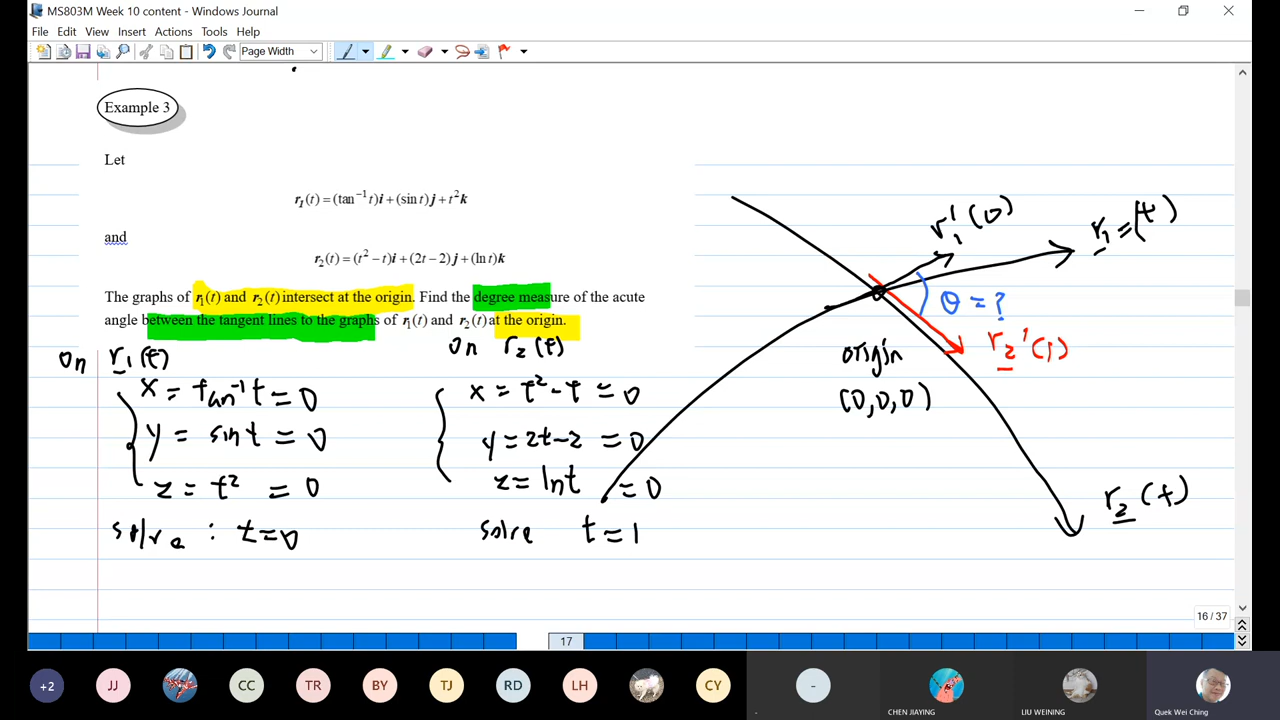 MS803M Week 10 content - Windows Journal
File Edit View Insert Actions Tools Help
Page Width
Example 3
Let
r₁(t) = (tan⁻¹ t)i + (sin t)j + t²k
and
r₂(t) = (t² − t)i + (2t − 2)j + (ln t)k
The graphs of r₁(t) and r₂(t) intersect at the origin. Find the degree measure of the acute
angle between the tangent lines to the graphs of r₁(t) and r₂(t) at the origin.
on r₁(t)
x = tan⁻¹ t = 0
y = sin t = 0
z = t² = 0
solve : t = 0
on r₂(t)
x = t² − t = 0
y = 2t − 2 = 0
z = ln t = 0
solve t = 1
r₁'(0)
r₁ = (t)
θ = ?
r₂'(1)
origin
(0,0,0)
r₂(t)
16 / 37
17
+2 JJ CC TR BY TJ RD LH CY -
- CHEN JIAYING LIU WEINING Quek Wei Ching